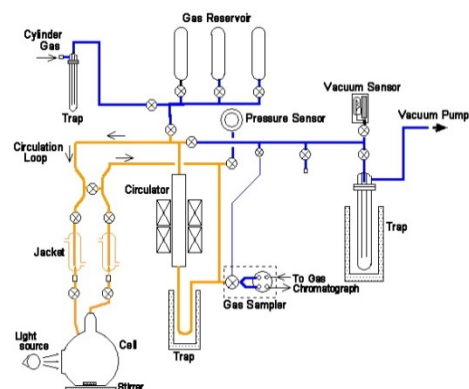 Gas Reservoir
Cylinder
Gas
Trap
Vacuum Sensor
Vacuum Pump
Pressure Sensor
Circulation
Loop
Circulator
Jacket
Trap
To Gas
Chromatograph
Gas Sampler
Light
source
Cell
Trap
Stirrer